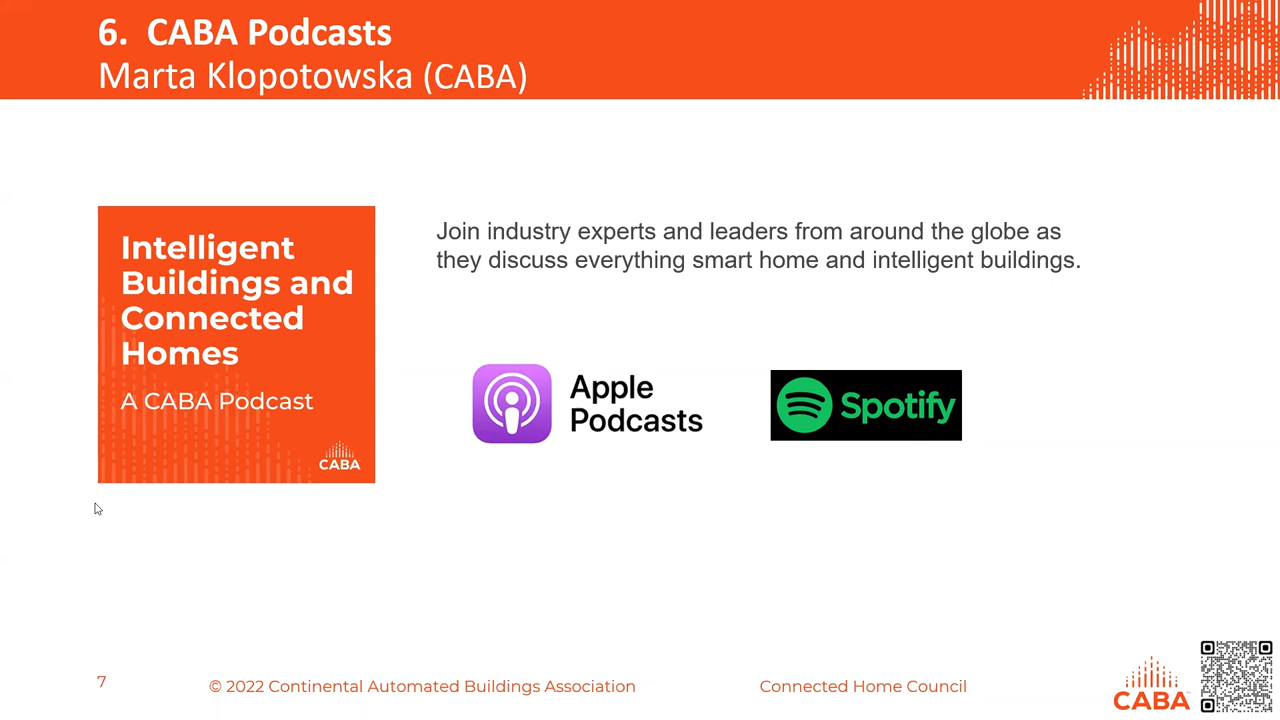 6. CABA Podcasts
Marta Klopotowska (CABA)
Intelligent
Buildings and
Connected
Homes
A CABA Podcast
CABA
Join industry experts and leaders from around the globe as
they discuss everything smart home and intelligent buildings.
Apple
Podcasts
Spotify
7
© 2022 Continental Automated Buildings Association
Connected Home Council
CABA